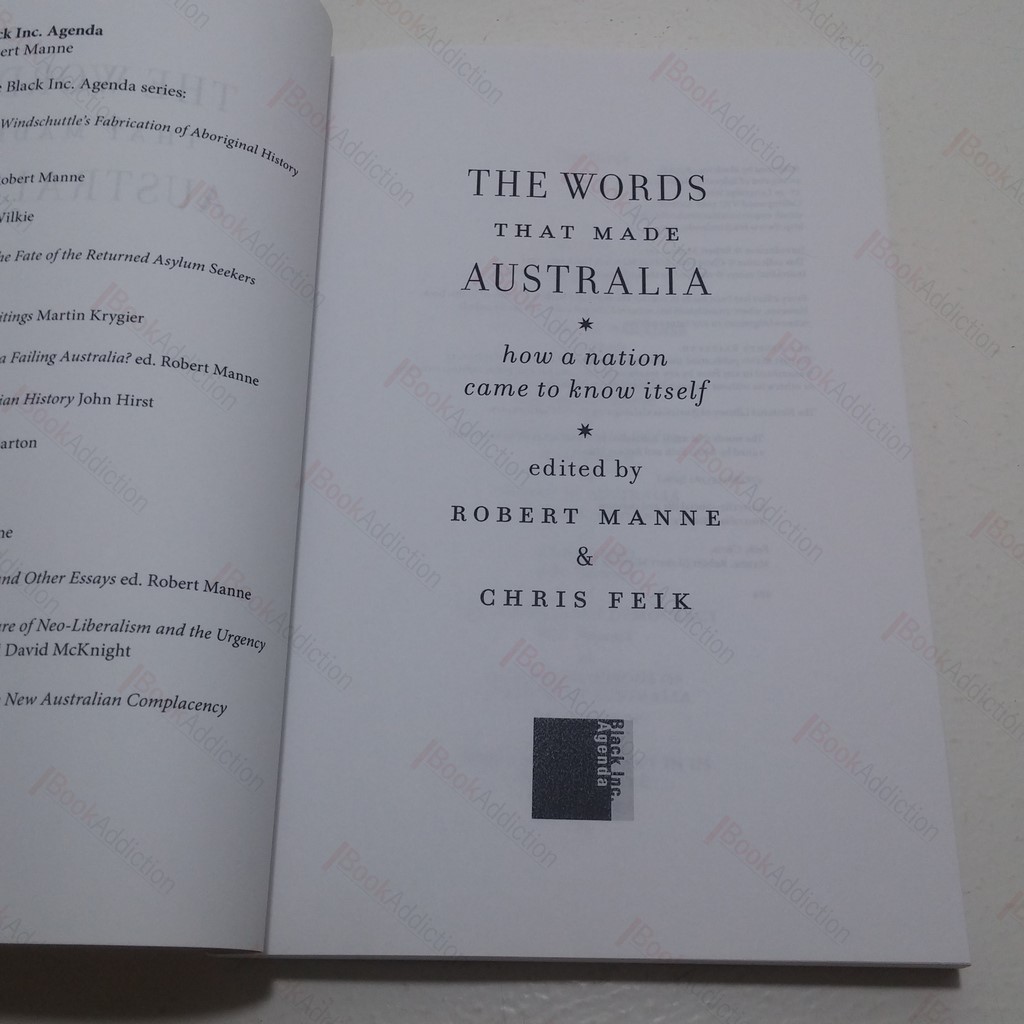 ck Inc. Agenda
ert Manne
Black Inc. Agenda series:
Windschuttle's Fabrication of Aboriginal History
obert Manne
Wilkie
he Fate of the Returned Asylum Seekers
itings Martin Krygier
a Failing Australia? ed. Robert Manne
ian History John Hirst
arton
ne
nd Other Essays ed. Robert Manne
re of Neo-Liberalism and the Urgency
David McKnight
New Australian Complacency
THE WORDS
THAT MADE
AUSTRALIA
how a nation
came to know itself
edited by
ROBERT MANNE
&
CHRIS FEIK
Black Inc.
Agenda
BookAddiction